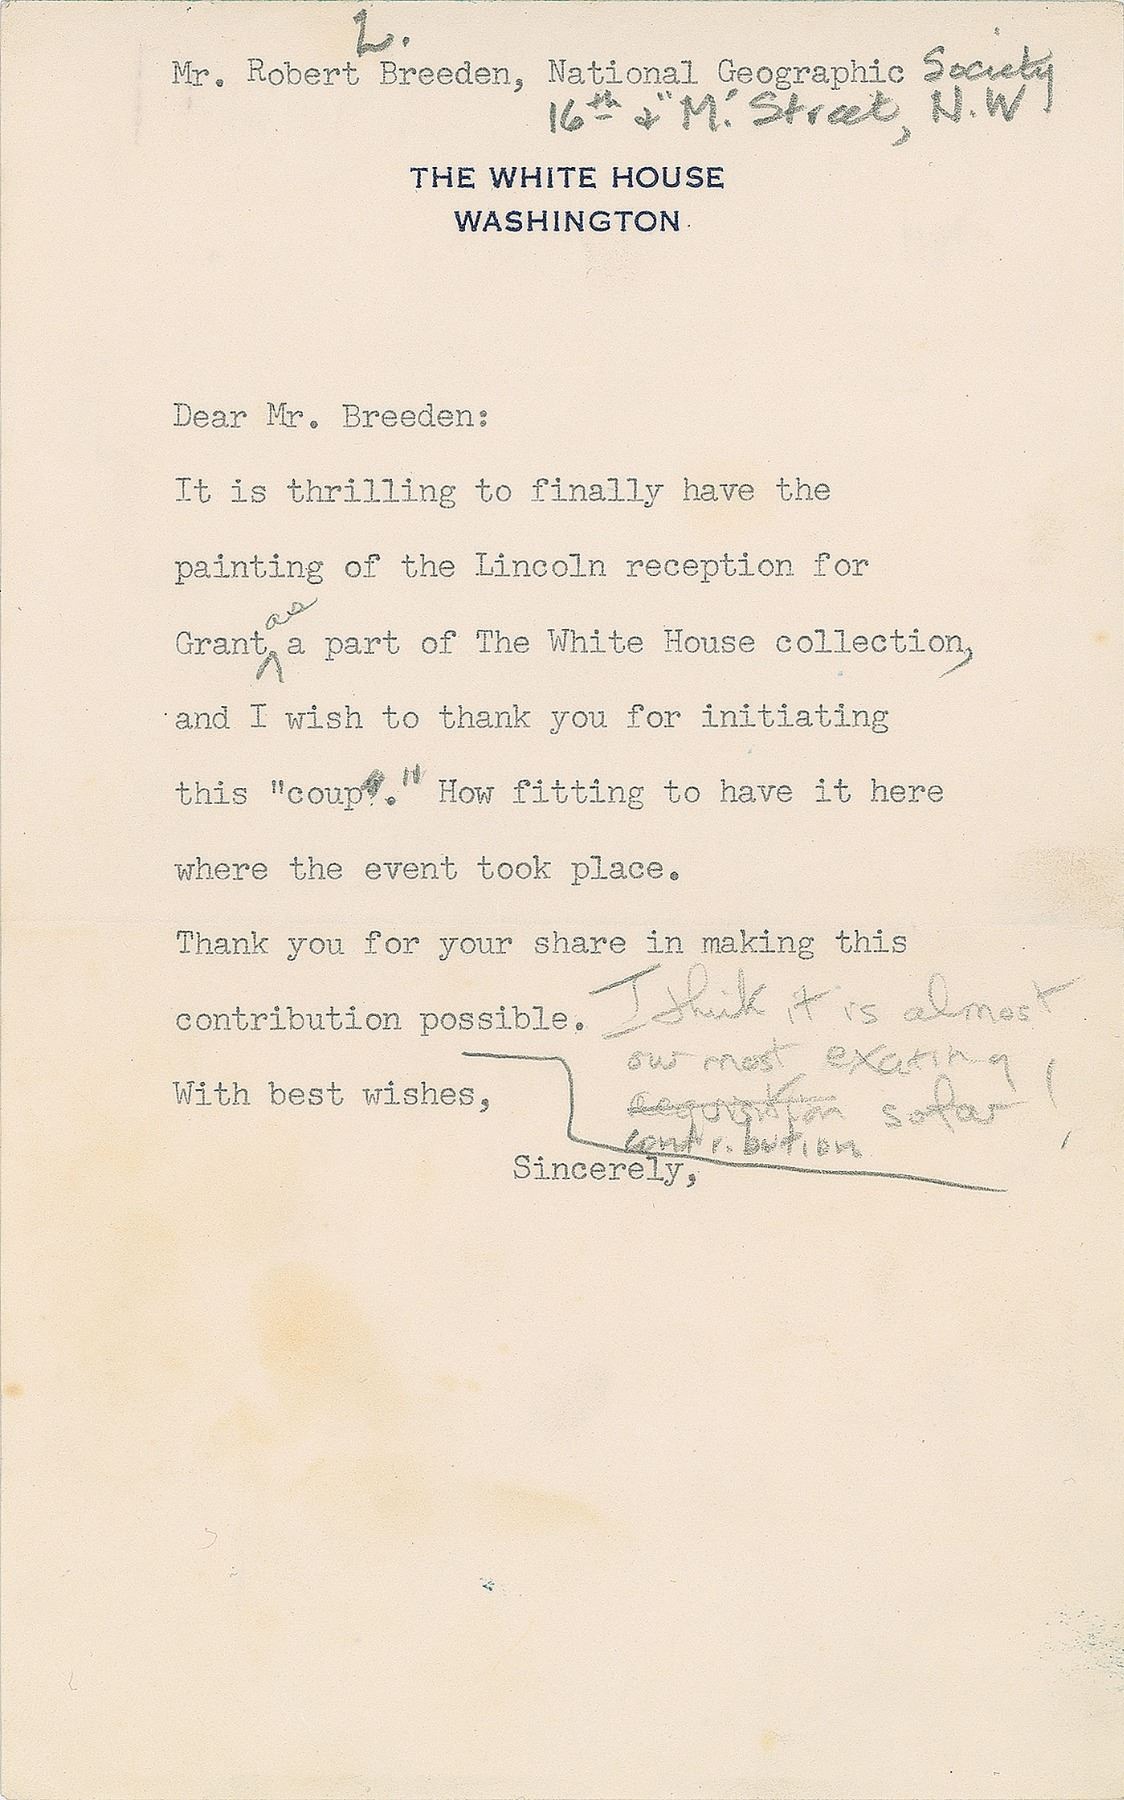 L.
Mr. Robert Breeden, National Geographic Society
16th & "M" Street, N.W
THE WHITE HOUSE
WASHINGTON
Dear Mr. Breeden:
It is thrilling to finally have the
painting of the Lincoln reception for
as
Grant a part of The White House collection,
and I wish to thank you for initiating
this "coup." How fitting to have it here
where the event took place.
Thank you for your share in making this
contribution possible. I think it is almost
our most exciting
With best wishes, acquisition so far!
contribution
Sincerely,